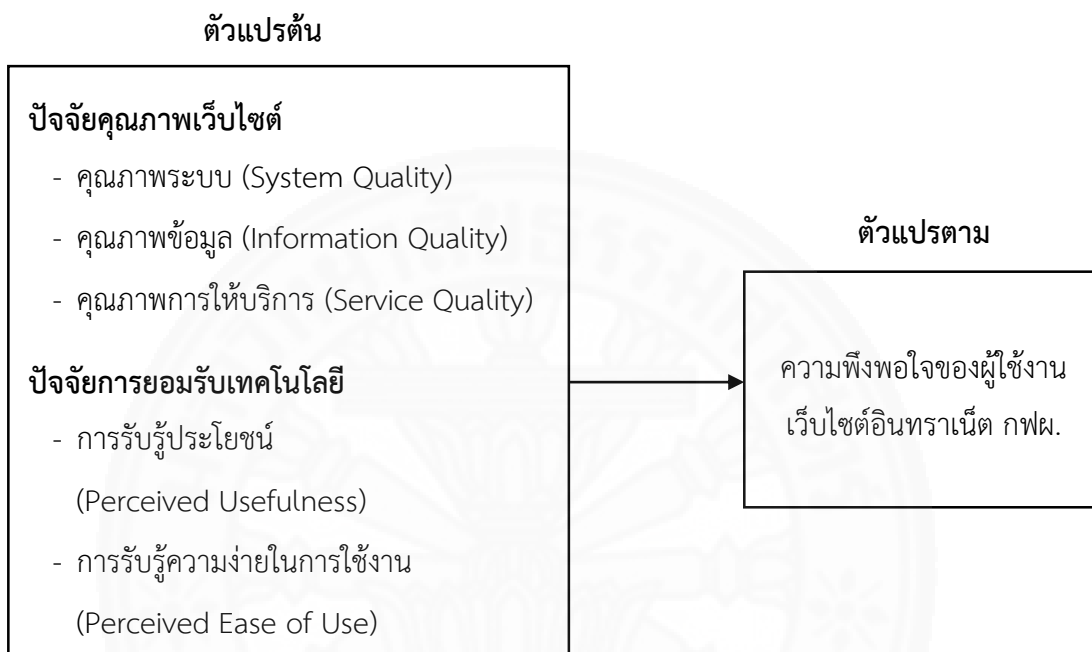 ตัวแปรต้น
ปัจจัยคุณภาพเว็บไซต์
- คุณภาพระบบ (System Quality)
- คุณภาพข้อมูล (Information Quality)
- คุณภาพการให้บริการ (Service Quality)
ปัจจัยการยอมรับเทคโนโลยี
- การรับรู้ประโยชน์
(Perceived Usefulness)
- การรับรู้ความง่ายในการใช้งาน
(Perceived Ease of Use)
ตัวแปรตาม
ความพึงพอใจของผู้ใช้งาน
เว็บไซต์อินทราเน็ต กฟผ.